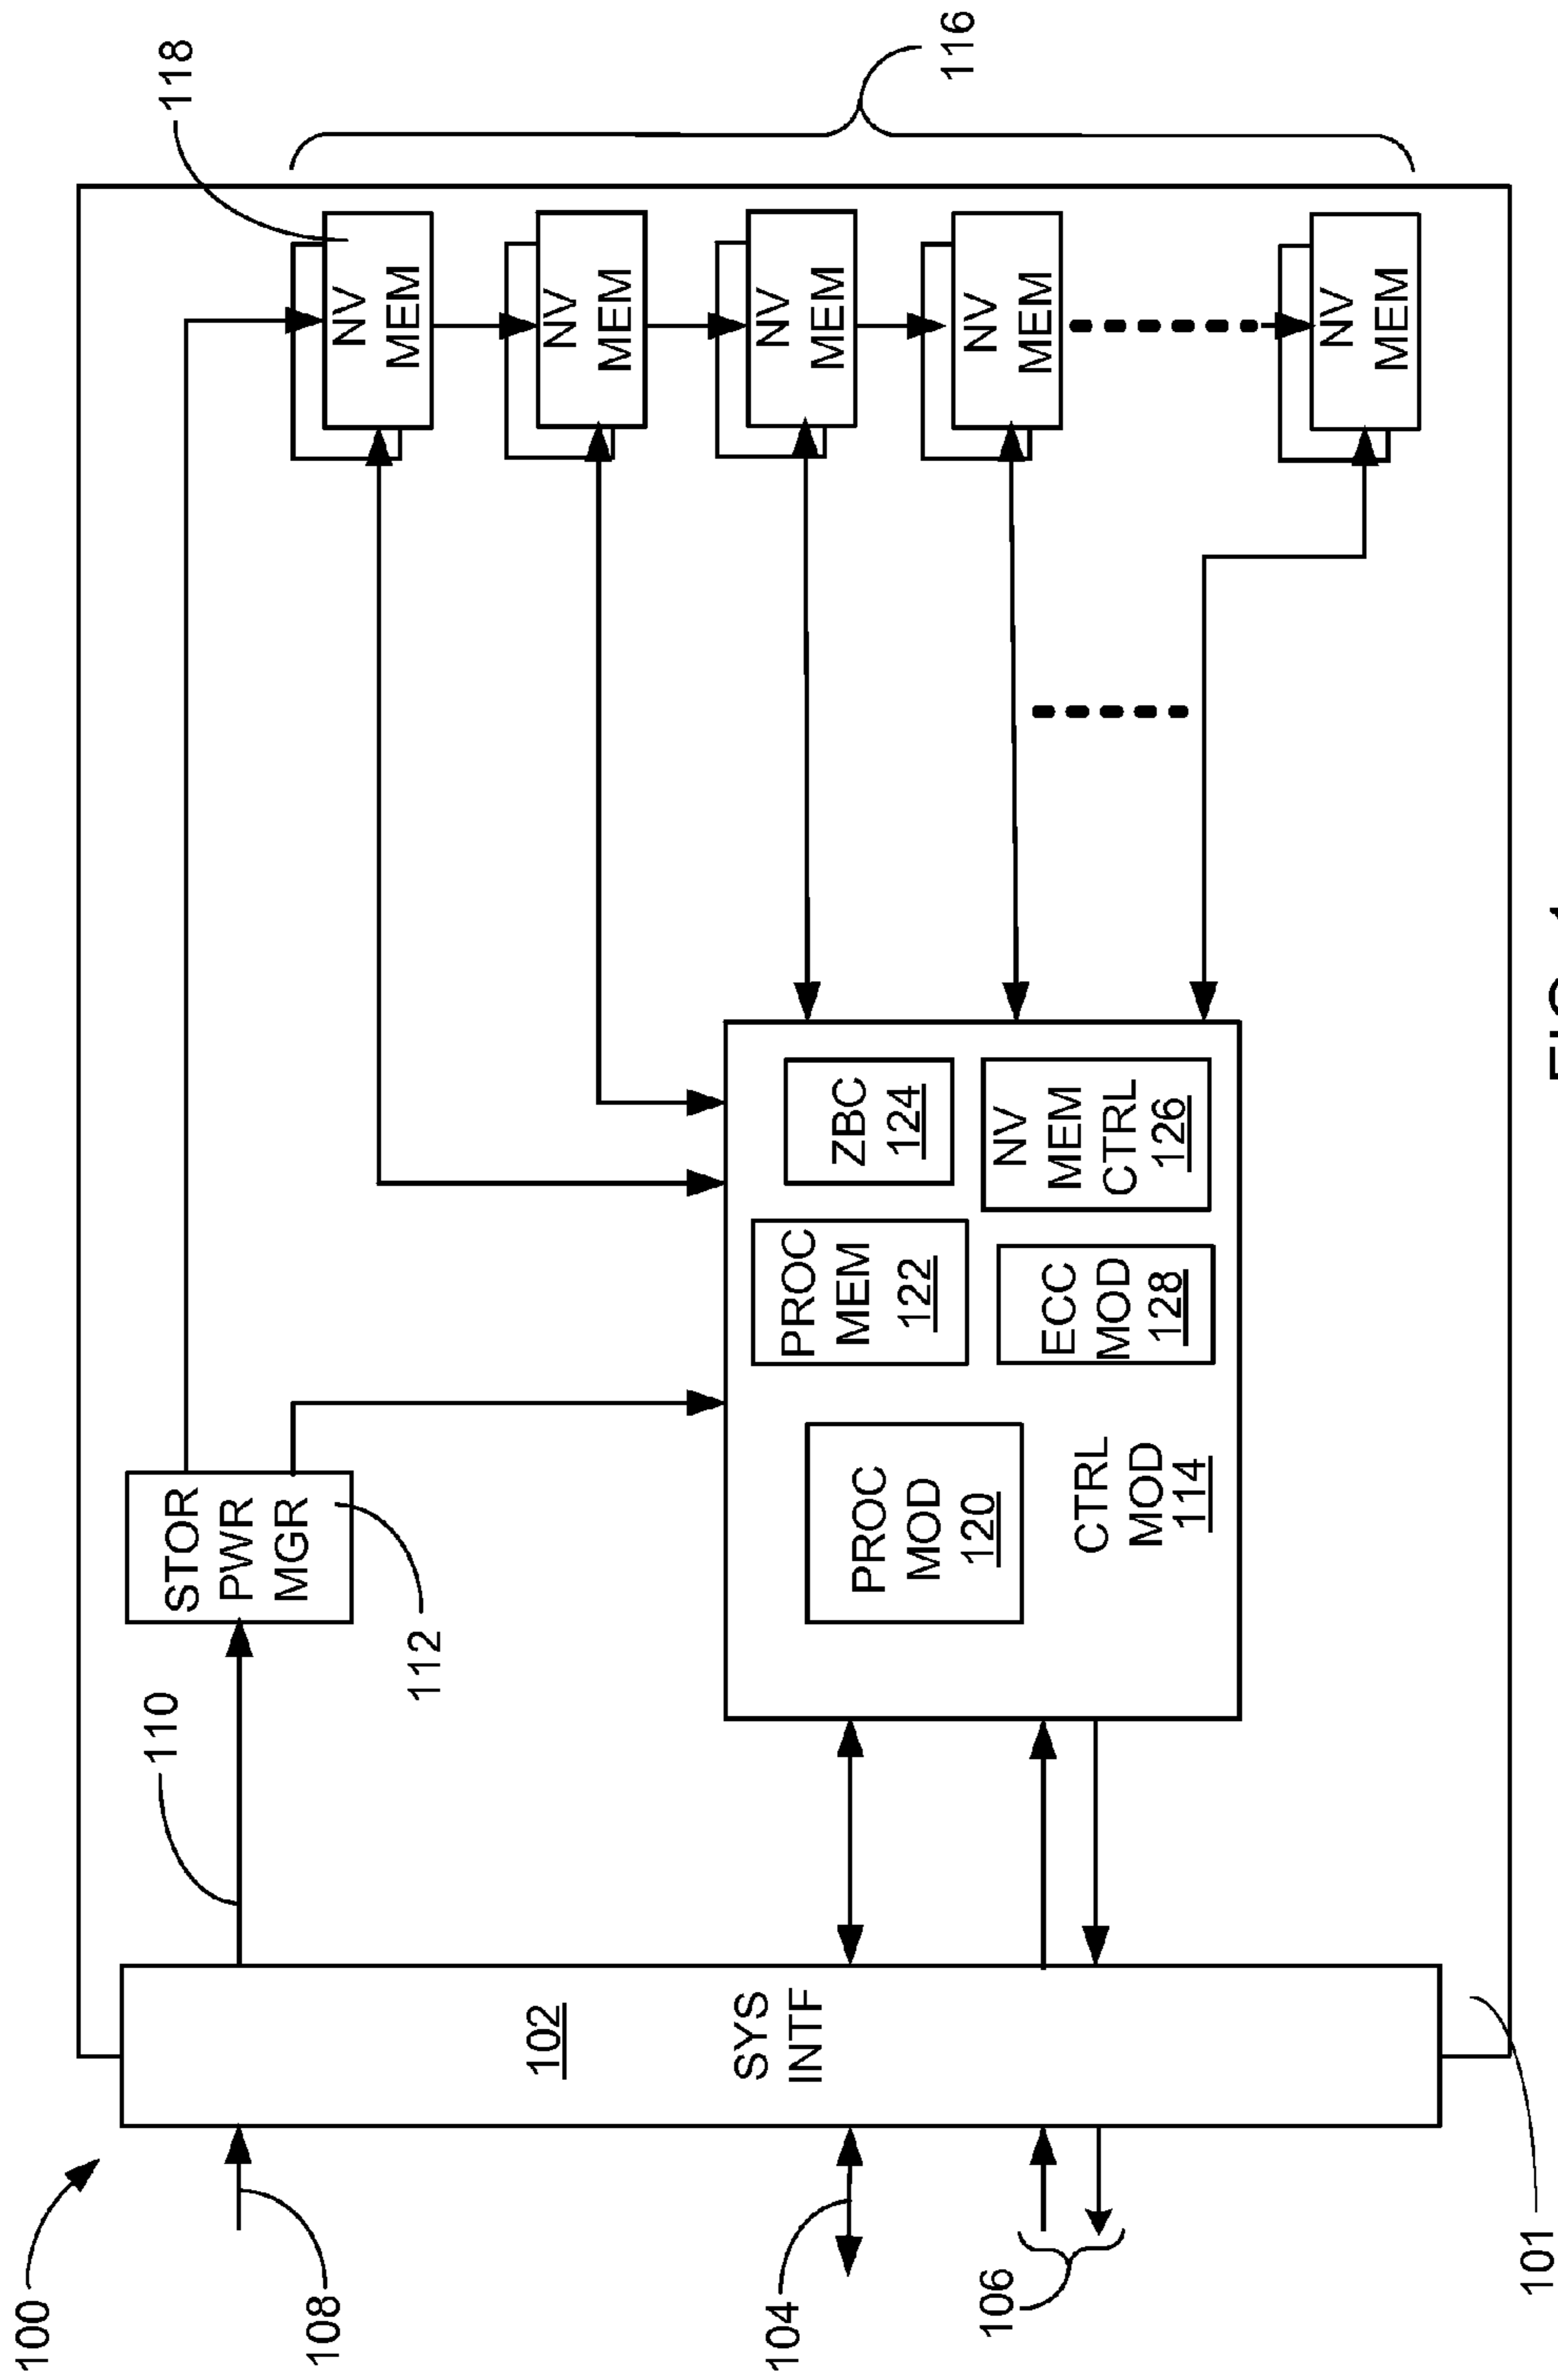 100
108
104
106
101
102
SYS
INTF
110
112
STOR
PWR
MGR
PROC
MOD
120
CTRL
MOD
114
PROC
MEM
122
ECC
MOD
128
ZBC
124
NV
MEM
CTRL
126
118
NV
MEM
NV
MEM
NV
MEM
NV
MEM
NV
MEM
116